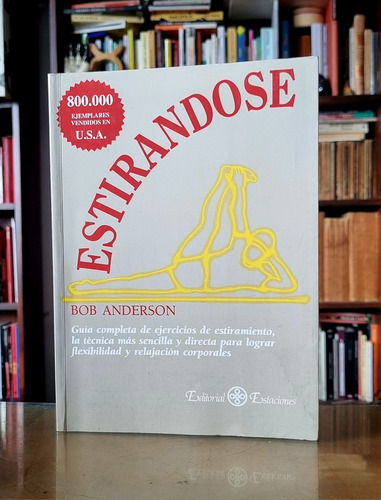 800.000
EJEMPLARES
VENDIDOS EN
U.S.A.
ESTIRANDOSE
BOB ANDERSON
Guía completa de ejercicios de estiramiento,
la técnica más sencilla y directa para lograr
flexibilidad y relajación corporales
Editorial Estaciones